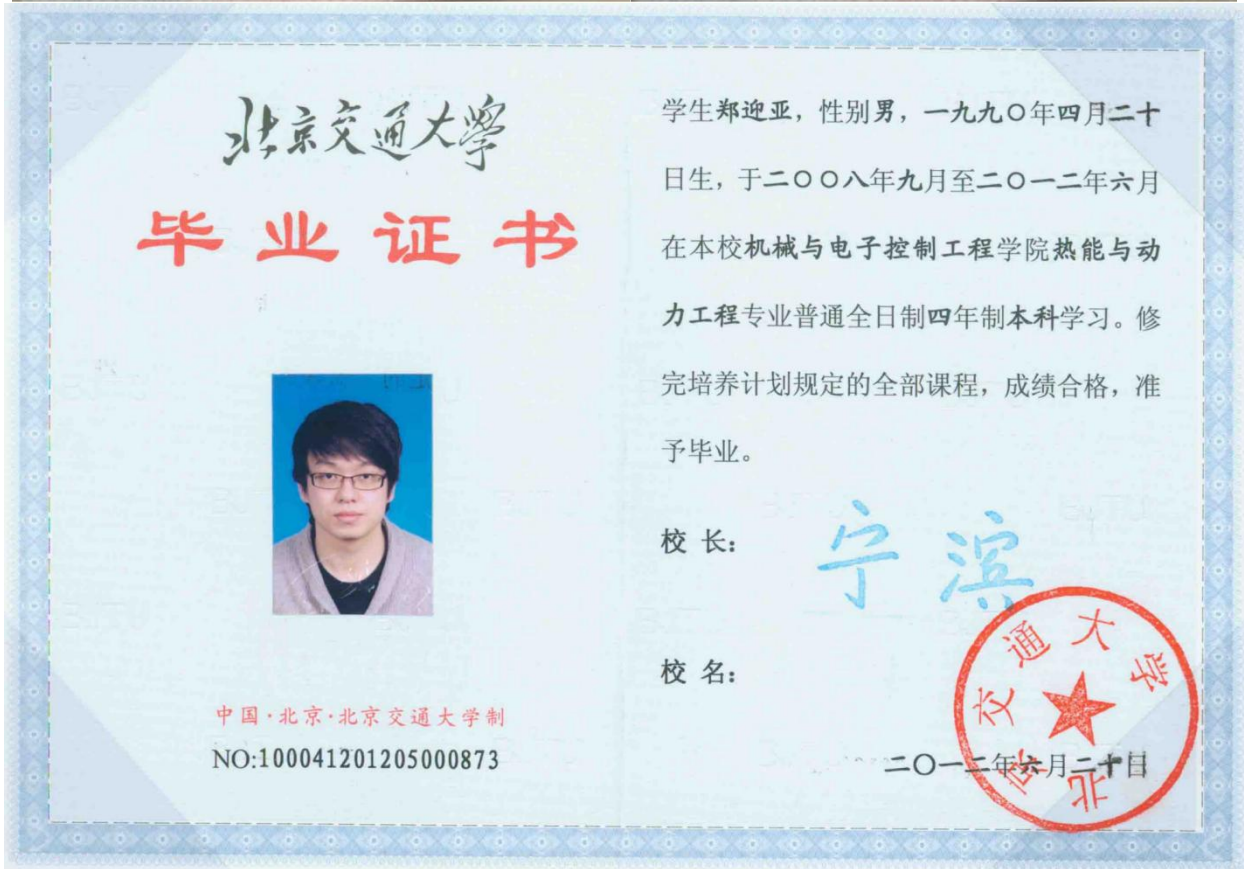 北京交通大學
毕业证书
中国·北京·北京交通大学制
NO:100041201205000873
学生郑迎亚，性别男，一九九〇年四月二十
日生，于二〇〇八年九月至二〇一二年六月
在本校机械与电子控制工程学院热能与动
力工程专业普通全日制四年制本科学习。修
完培养计划规定的全部课程，成绩合格，准
予毕业。
校 长：
宁滨
校 名：
北京交通大学
二〇一二年六月二十日